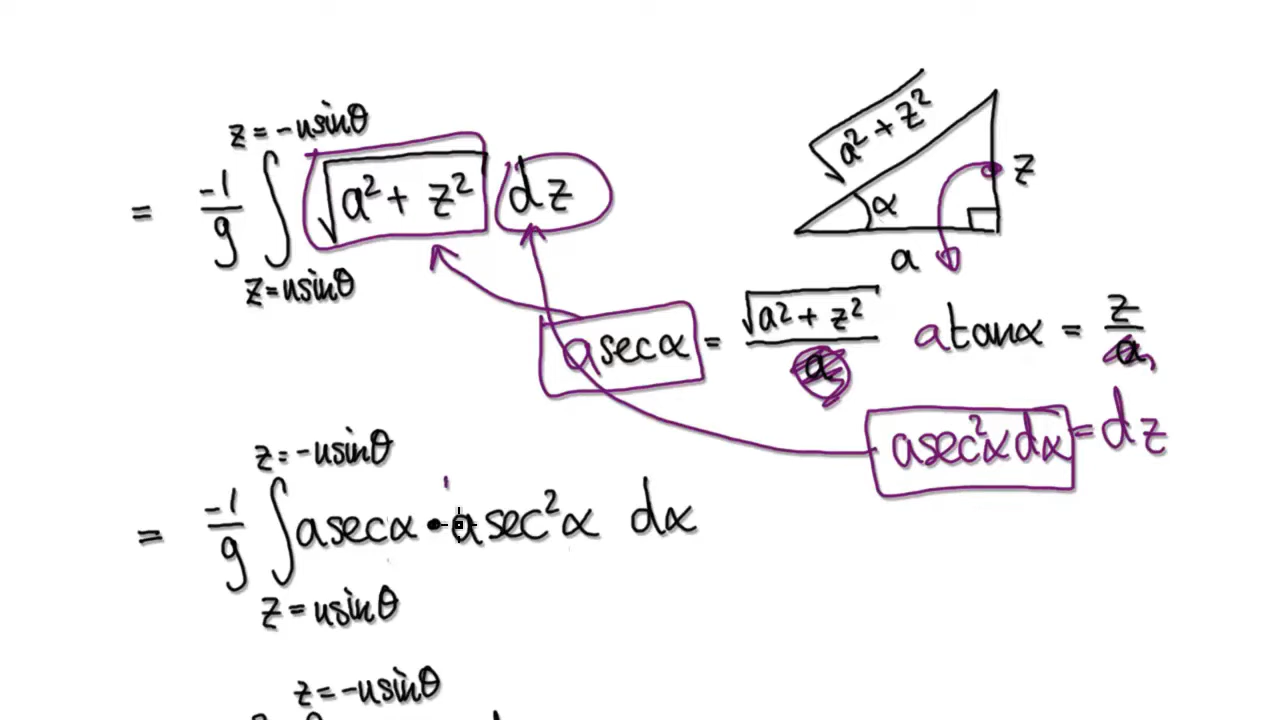 z = -usinθ
= -1/g ∫ √a² + z² dz
z = usinθ
√a² + z²
z
α
a
asecα = √a² + z² / a
atanα = z / a
asec²α dα = dz
z = -usinθ
= -1/g ∫ asecα • asec²α dα
z = usinθ
z = -usinθ